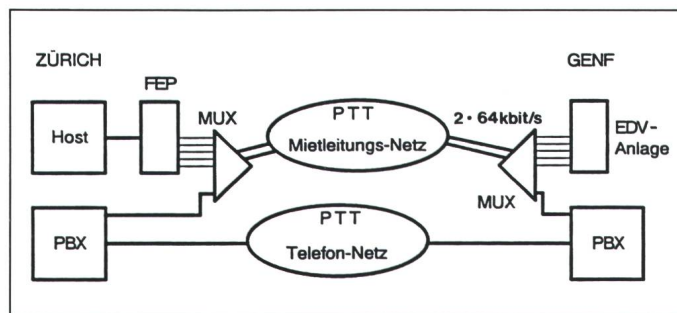 ZÜRICH
GENF
FEP
MUX
PTT
2 • 64kbit/s
Host
Mietleitungs-Netz
EDV-
Anlage
MUX
PTT
PBX
Telefon-Netz
PBX